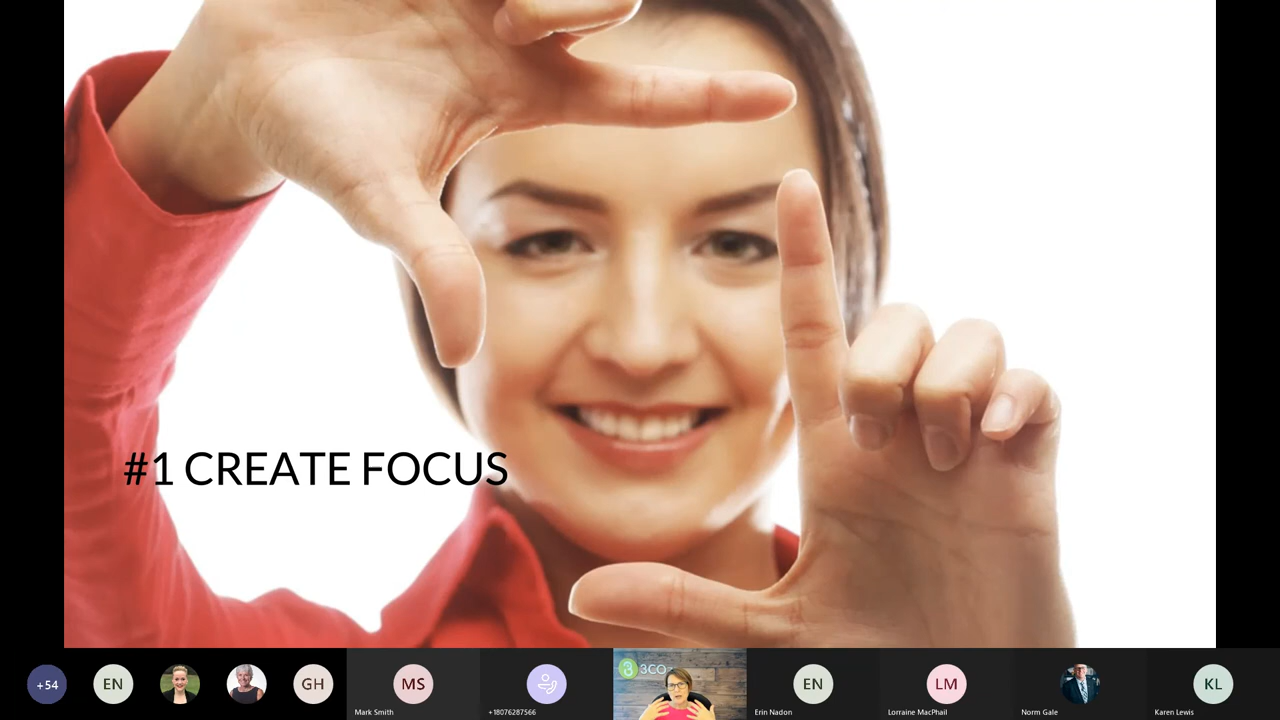 #1 CREATE FOCUS
3CO
+54
EN
GH
MS
EN
LM
KL
Mark Smith
+18076287566
Erin Nadon
Lorraine MacPhail
Norm Gale
Karen Lewis